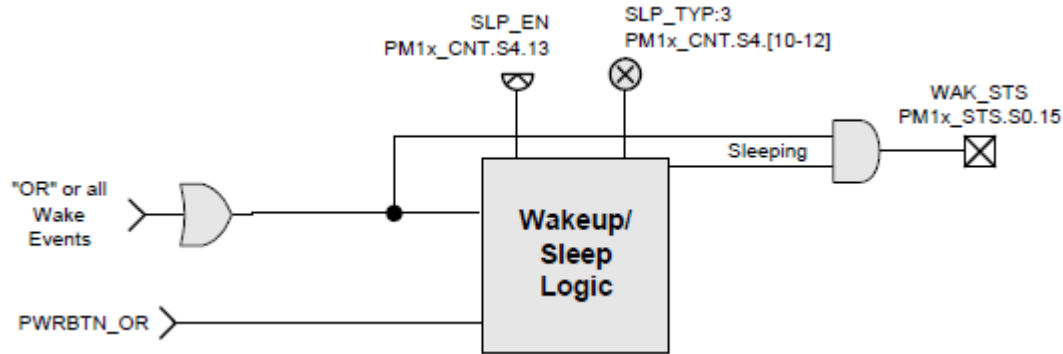 SLP_EN
PM1x_CNT.S4.13
SLP_TYP:3
PM1x_CNT.S4.[10-12]
WAK_STS
PM1x_STS.S0.15
Sleeping
"OR" or all
Wake
Events
Wakeup/
Sleep
Logic
PWRBTN_OR